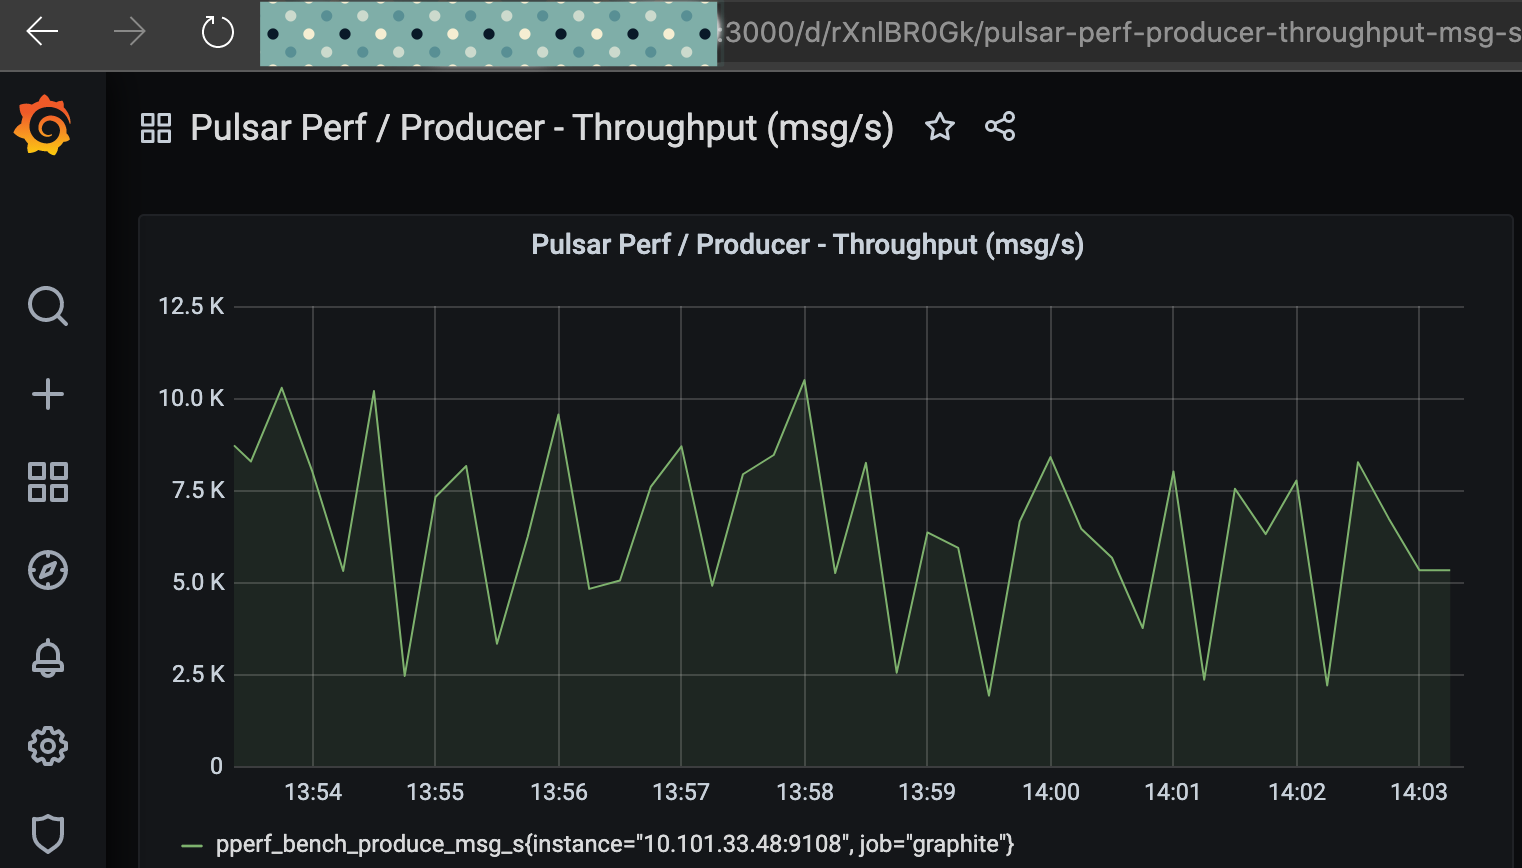 3000/d/rXnlBR0Gk/pulsar-perf-producer-throughput-msg-s
Pulsar Perf / Producer - Throughput (msg/s)
Pulsar Perf / Producer - Throughput (msg/s)
12.5 K
10.0 K
7.5 K
5.0 K
2.5 K
0
13:54 13:55 13:56 13:57 13:58 13:59 14:00 14:01 14:02 14:03
pperf_bench_produce_msg_s{instance="10.101.33.48:9108", job="graphite"}